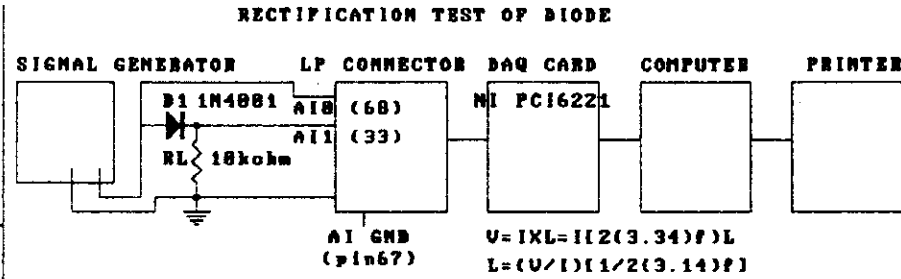 RECTIFICATION TEST OF DIODE
SIGNAL GENERATOR LP CONNECTOR DAQ CARD COMPUTER PRINTER
D1 1N4001 AI0 (68) NI PCI6221
AI1 (33)
RL 10kohm
AI GND
(pin67)
V=IXL=I[2(3.34)f)L
L=(V/I)[1/2(3.14)f]